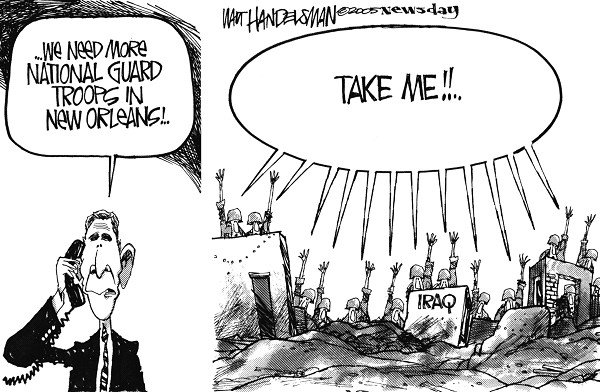 ..WE NEED MORE
NATIONAL GUARD
TROOPS IN
NEW ORLEANS!..
WALT HANDELSMAN ©2005 NEWSday
TAKE ME!!..
IRAQ